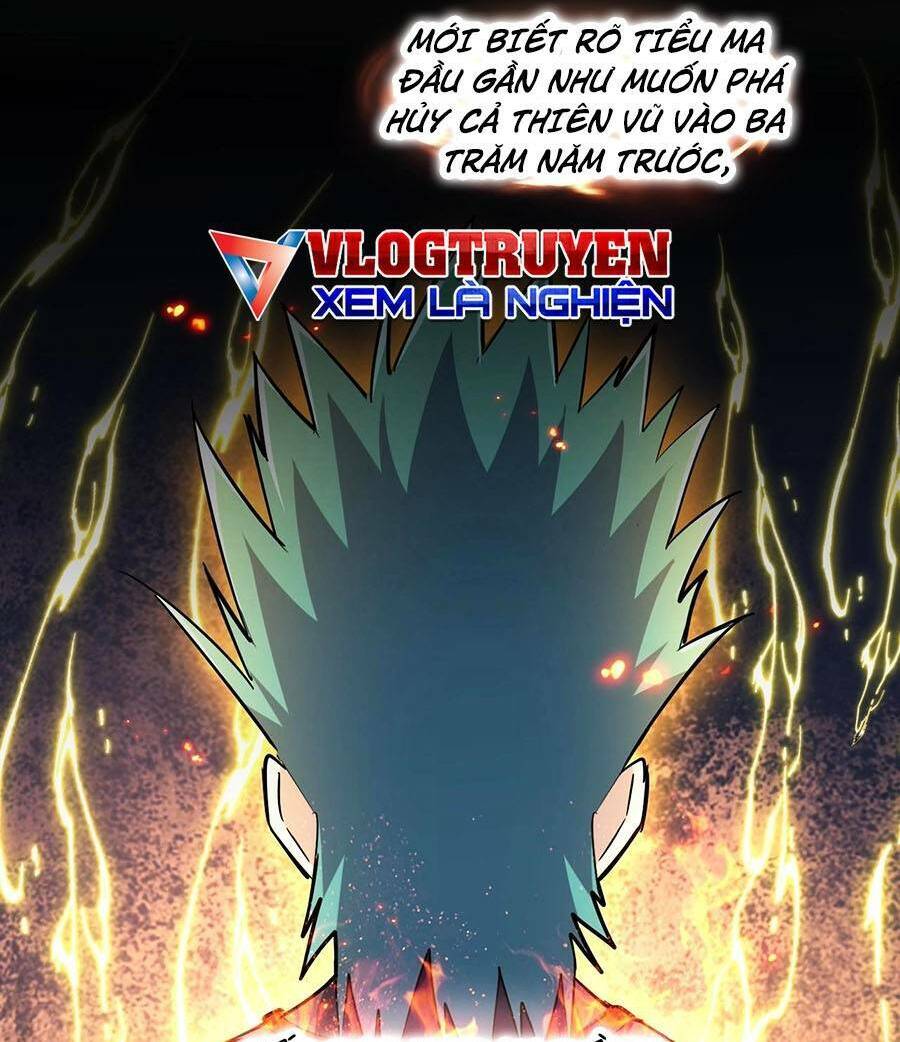 MỚI BIẾT RÕ TIỂU MA
ĐẦU GẦN NHƯ MUỐN PHÁ
HỦY CẢ THIÊN VŨ VÀO BA
TRĂM NĂM TRƯỚC,
VLOGTRUYEN
XEM LÀ NGHIỆN